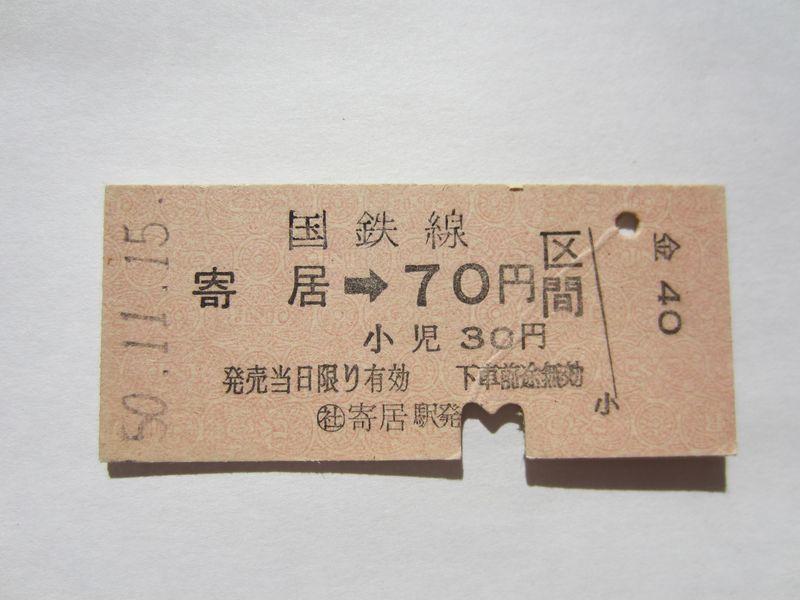 50.11.15.
国鉄線
寄居➡70円区間
小児30円
発売当日限り有効 下車前途無効
㊓寄居駅発
小
金40